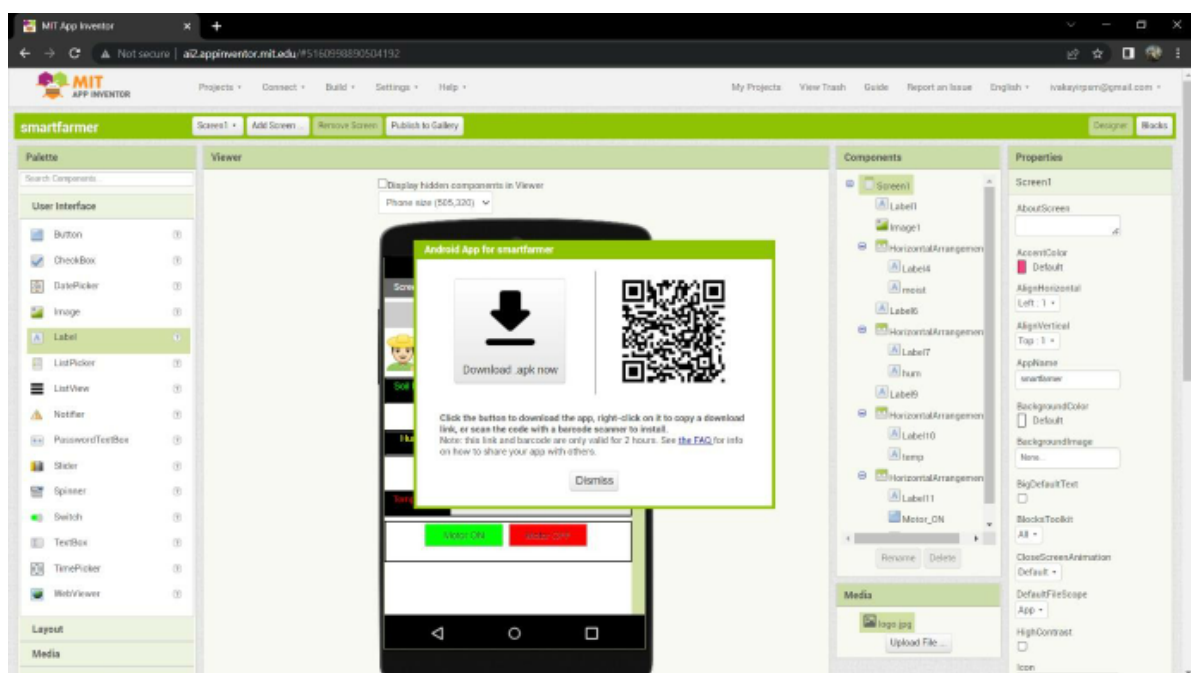 MIT App Inventor
Not secure
ai2.appinventor.mit.edu/#5160998890504192
MIT
APP INVENTOR
Projects
Connect
Build
Settings
Help
My Projects
View Trash
Guide
Report an Issue
English
smartfarmer
Screen1
Add Screen ...
Remove Screen
Publish to Gallery
Designer
Blocks
Palette
Search Components...
User Interface
Button
CheckBox
DatePicker
Image
Label
ListPicker
ListView
Notifier
PasswordTextBox
Slider
Spinner
Switch
TextBox
TimePicker
WebViewer
Layout
Media
Viewer
Display hidden components in Viewer
Phone size (505,320)
Android App for smartfarmer
Download .apk now
Click the button to download the app, right-click on it to copy a download
link, or scan the code with a barcode scanner to install.
Note: this link and barcode are only valid for 2 hours. See the FAQ for info
on how to share your app with others.
Dismiss
Motor ON
Motor OFF
Components
Screen1
Label1
Image1
HorizontalArrangemen
Label4
moist
Label6
HorizontalArrangemen
Label7
hum
Label9
HorizontalArrangemen
Label10
temp
HorizontalArrangemen
Label11
Motor_ON
Rename
Delete
Media
logo.jpg
Upload File ...
Properties
Screen1
AboutScreen
AccentColor
Default
AlignHorizontal
Left : 1
AlignVertical
Top : 1
AppName
smartfarmer
BackgroundColor
Default
BackgroundImage
None...
BigDefaultText
BlocksToolkit
All
CloseScreenAnimation
Default
DefaultFileScope
App
HighContrast
Icon